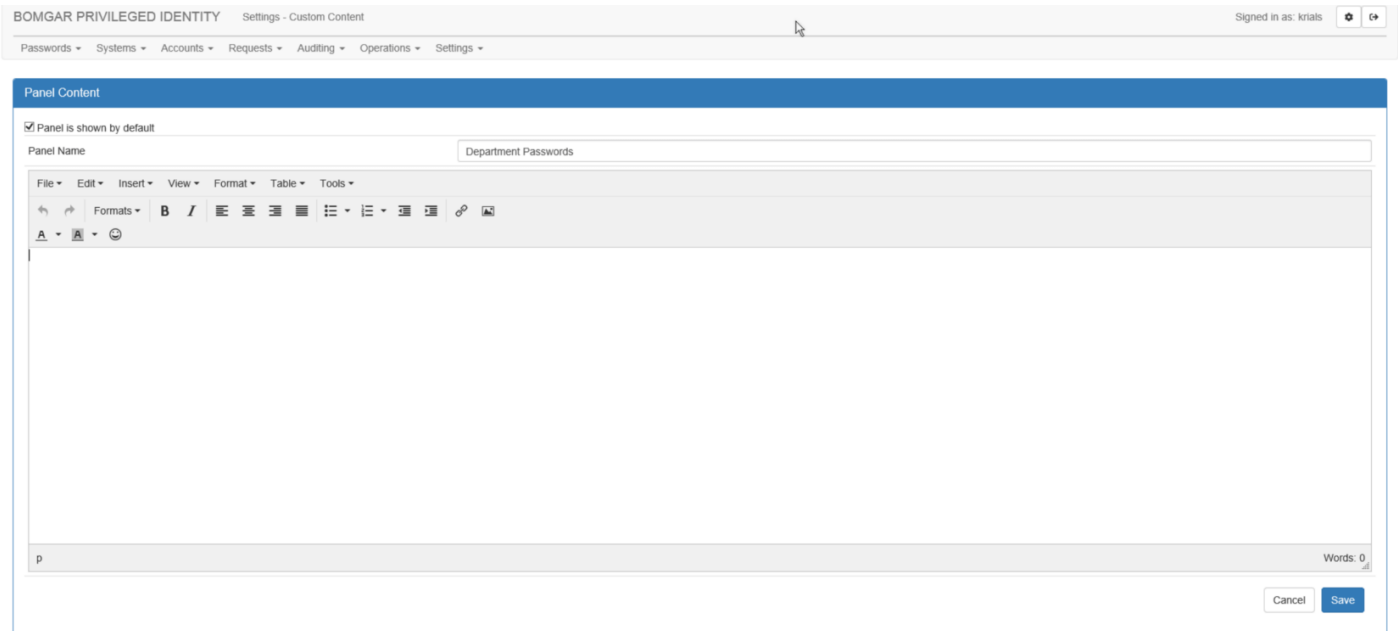 BOMGAR PRIVILEGED IDENTITY Settings - Custom Content Signed in as: krials
Passwords Systems Accounts Requests Auditing Operations Settings
Panel Content
Panel is shown by default
Panel Name Department Passwords
File Edit Insert View Format Table Tools
Formats B I
A A
p Words: 0
Cancel Save